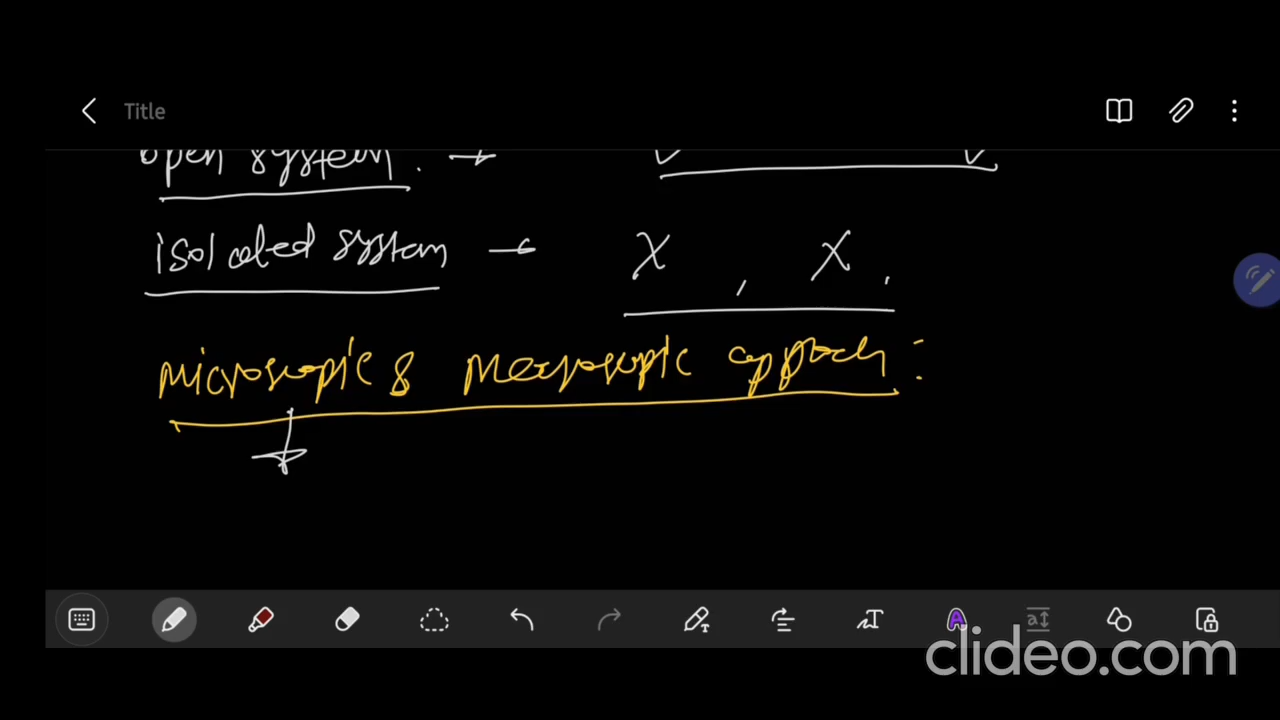 Title
open system. →
isolated system → X , X .
microscopic & Macroscopic approach :
A
a
clideo.com